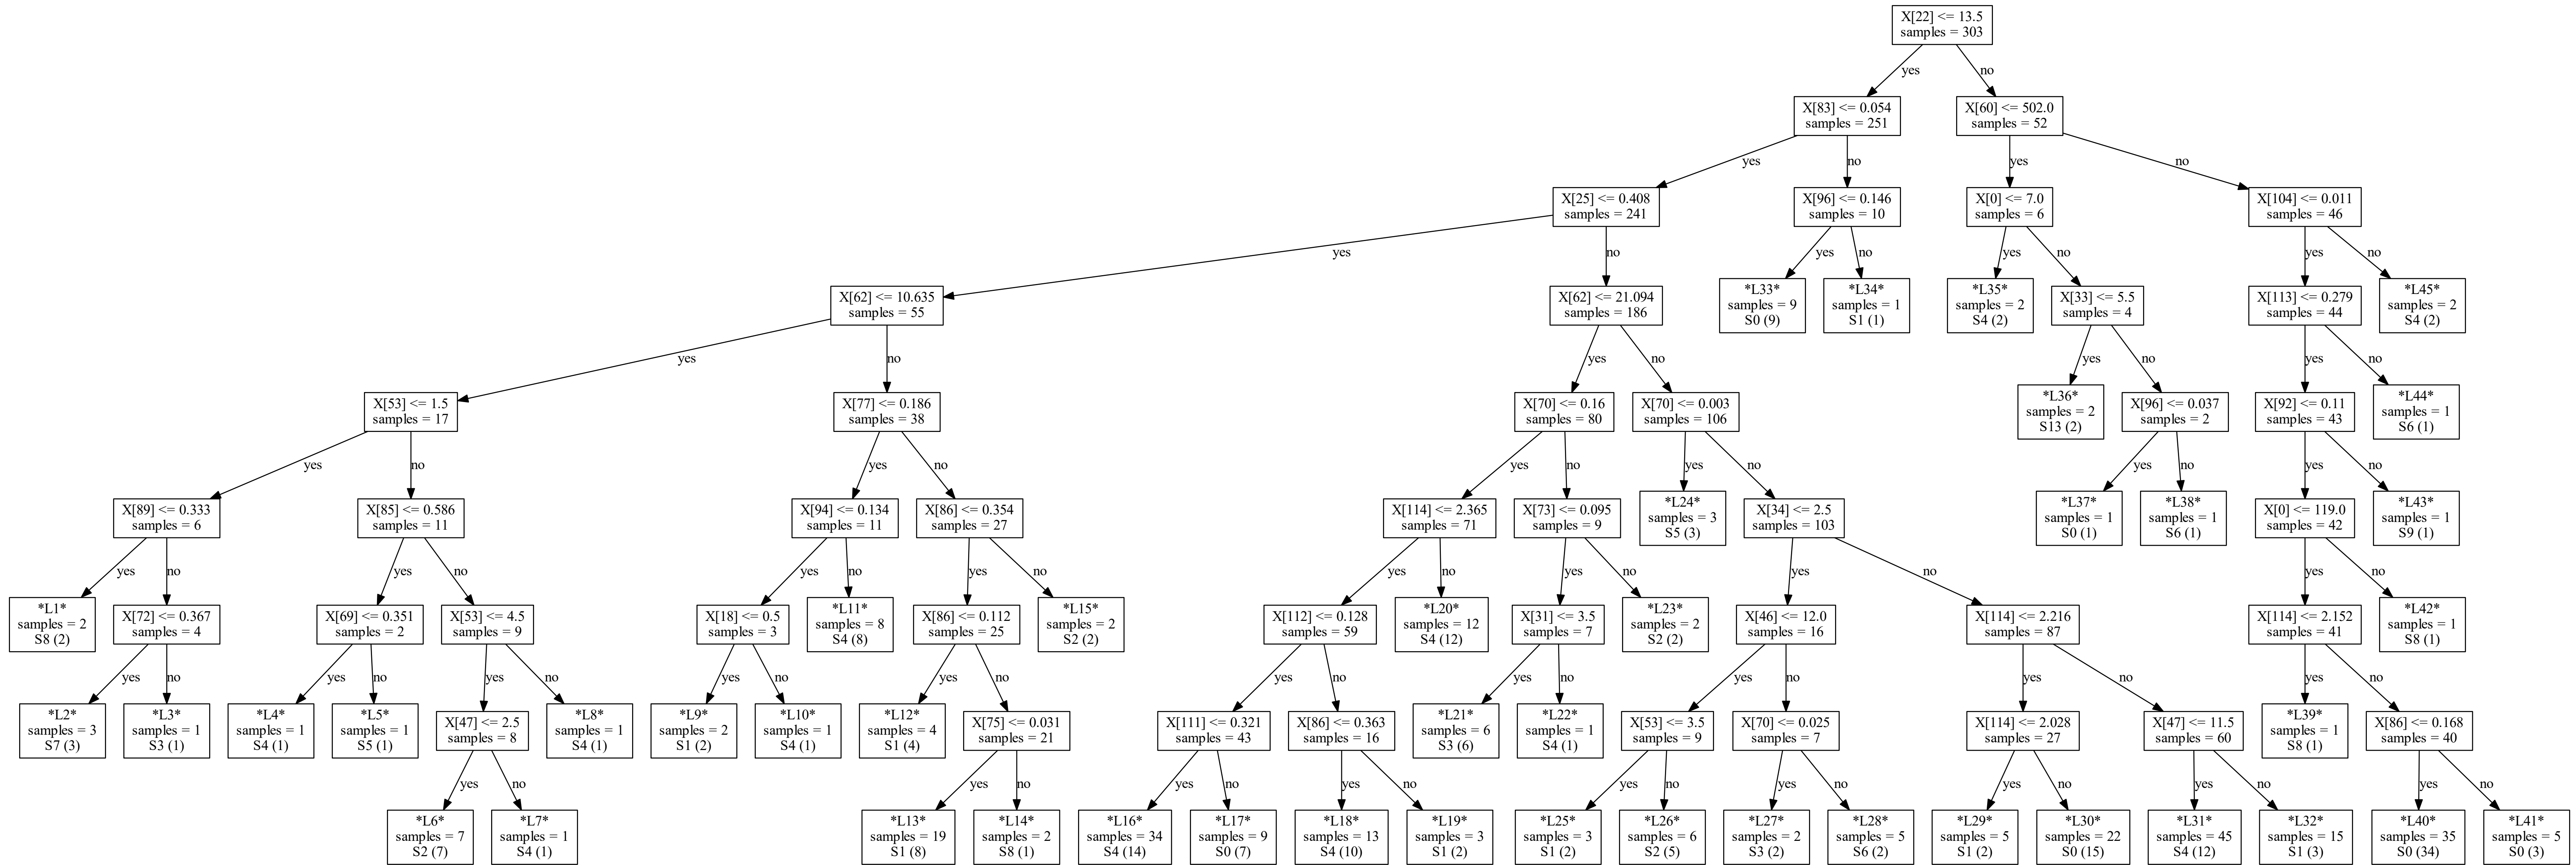 X[22] <= 13.5
samples = 303
yes
no
X[83] <= 0.054
samples = 251
X[60] <= 502.0
samples = 52
yes
no
yes
no
X[25] <= 0.408
samples = 241
X[96] <= 0.146
samples = 10
X[0] <= 7.0
samples = 6
X[104] <= 0.011
samples = 46
yes
no
yes
no
yes
no
yes
no
X[62] <= 10.635
samples = 55
X[62] <= 21.094
samples = 186
*L33*
samples = 9
S0 (9)
*L34*
samples = 1
S1 (1)
*L35*
samples = 2
S4 (2)
X[33] <= 5.5
samples = 4
X[113] <= 0.279
samples = 44
*L45*
samples = 2
S4 (2)
yes
no
yes
no
yes
no
yes
no
X[53] <= 1.5
samples = 17
X[77] <= 0.186
samples = 38
X[70] <= 0.16
samples = 80
X[70] <= 0.003
samples = 106
*L36*
samples = 2
S13 (2)
X[96] <= 0.037
samples = 2
X[92] <= 0.11
samples = 43
*L44*
samples = 1
S6 (1)
yes
no
yes
no
yes
no
yes
no
yes
no
yes
no
X[89] <= 0.333
samples = 6
X[85] <= 0.586
samples = 11
X[94] <= 0.134
samples = 11
X[86] <= 0.354
samples = 27
X[114] <= 2.365
samples = 71
X[73] <= 0.095
samples = 9
*L24*
samples = 3
S5 (3)
X[34] <= 2.5
samples = 103
*L37*
samples = 1
S0 (1)
*L38*
samples = 1
S6 (1)
X[0] <= 119.0
samples = 42
*L43*
samples = 1
S9 (1)
yes
no
yes
no
yes
no
yes
no
yes
no
yes
no
yes
no
yes
no
*L1*
samples = 2
S8 (2)
X[72] <= 0.367
samples = 4
X[69] <= 0.351
samples = 2
X[53] <= 4.5
samples = 9
X[18] <= 0.5
samples = 3
*L11*
samples = 8
S4 (8)
X[86] <= 0.112
samples = 25
*L15*
samples = 2
S2 (2)
X[112] <= 0.128
samples = 59
*L20*
samples = 12
S4 (12)
X[31] <= 3.5
samples = 7
*L23*
samples = 2
S2 (2)
X[46] <= 12.0
samples = 16
X[114] <= 2.216
samples = 87
X[114] <= 2.152
samples = 41
*L42*
samples = 1
S8 (1)
yes
no
yes
no
yes
no
yes
no
yes
no
yes
no
yes
no
yes
no
yes
no
yes
no
*L2*
samples = 3
S7 (3)
*L3*
samples = 1
S3 (1)
*L4*
samples = 1
S4 (1)
*L5*
samples = 1
S5 (1)
X[47] <= 2.5
samples = 8
*L8*
samples = 1
S4 (1)
*L9*
samples = 2
S1 (2)
*L10*
samples = 1
S4 (1)
*L12*
samples = 4
S1 (4)
X[75] <= 0.031
samples = 21
X[111] <= 0.321
samples = 43
X[86] <= 0.363
samples = 16
*L21*
samples = 6
S3 (6)
*L22*
samples = 1
S4 (1)
X[53] <= 3.5
samples = 9
X[70] <= 0.025
samples = 7
X[114] <= 2.028
samples = 27
X[47] <= 11.5
samples = 60
*L39*
samples = 1
S8 (1)
X[86] <= 0.168
samples = 40
yes
no
yes
no
yes
no
yes
no
yes
no
yes
no
yes
no
yes
no
yes
no
*L6*
samples = 7
S2 (7)
*L7*
samples = 1
S4 (1)
*L13*
samples = 19
S1 (8)
*L14*
samples = 2
S8 (1)
*L16*
samples = 34
S4 (14)
*L17*
samples = 9
S0 (7)
*L18*
samples = 13
S4 (10)
*L19*
samples = 3
S1 (2)
*L25*
samples = 3
S1 (2)
*L26*
samples = 6
S2 (5)
*L27*
samples = 2
S3 (2)
*L28*
samples = 5
S6 (2)
*L29*
samples = 5
S1 (2)
*L30*
samples = 22
S0 (15)
*L31*
samples = 45
S4 (12)
*L32*
samples = 15
S1 (3)
*L40*
samples = 35
S0 (34)
*L41*
samples = 5
S0 (3)